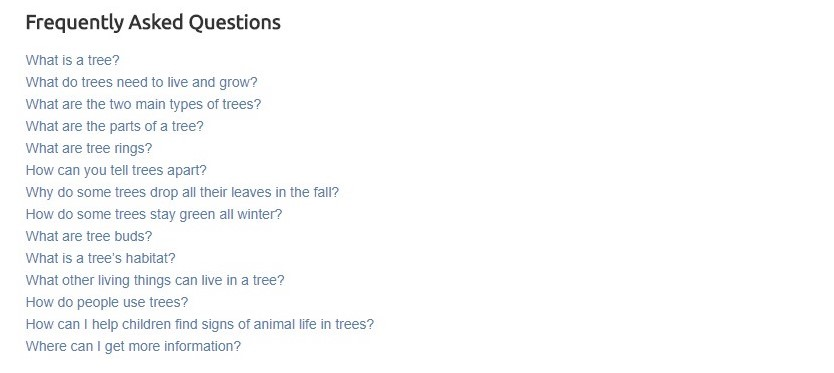 Frequently Asked Questions
What is a tree?
What do trees need to live and grow?
What are the two main types of trees?
What are the parts of a tree?
What are tree rings?
How can you tell trees apart?
Why do some trees drop all their leaves in the fall?
How do some trees stay green all winter?
What are tree buds?
What is a tree's habitat?
What other living things can live in a tree?
How do people use trees?
How can I help children find signs of animal life in trees?
Where can I get more information?